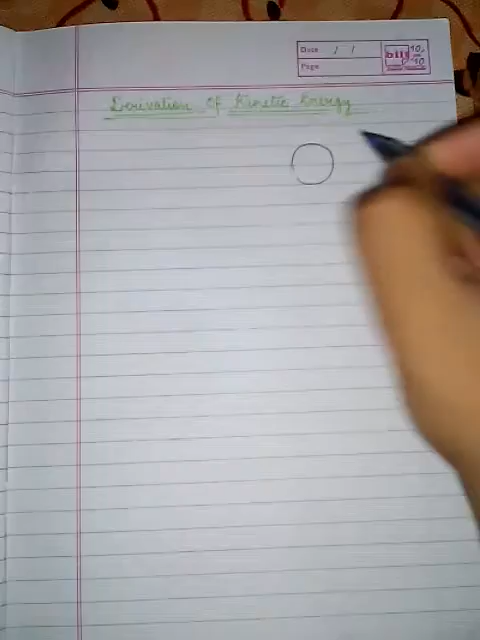 Date / /
Page
Derivation Of Kinetic Energy